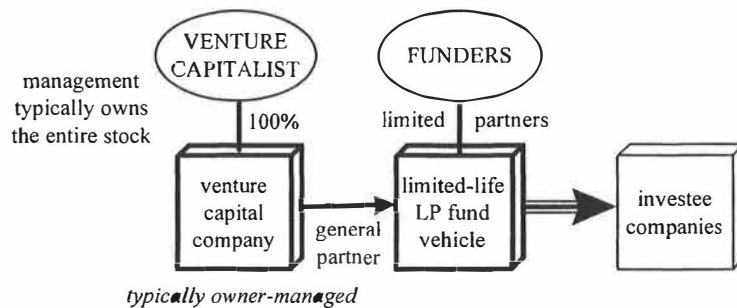 VENTURE
CAPITALIST
FUNDERS
management
typically owns
the entire stock
100%
limited partners
venture
capital
company
general
partner
limited-life
LP fund
vehicle
investee
companies
typically owner-managed